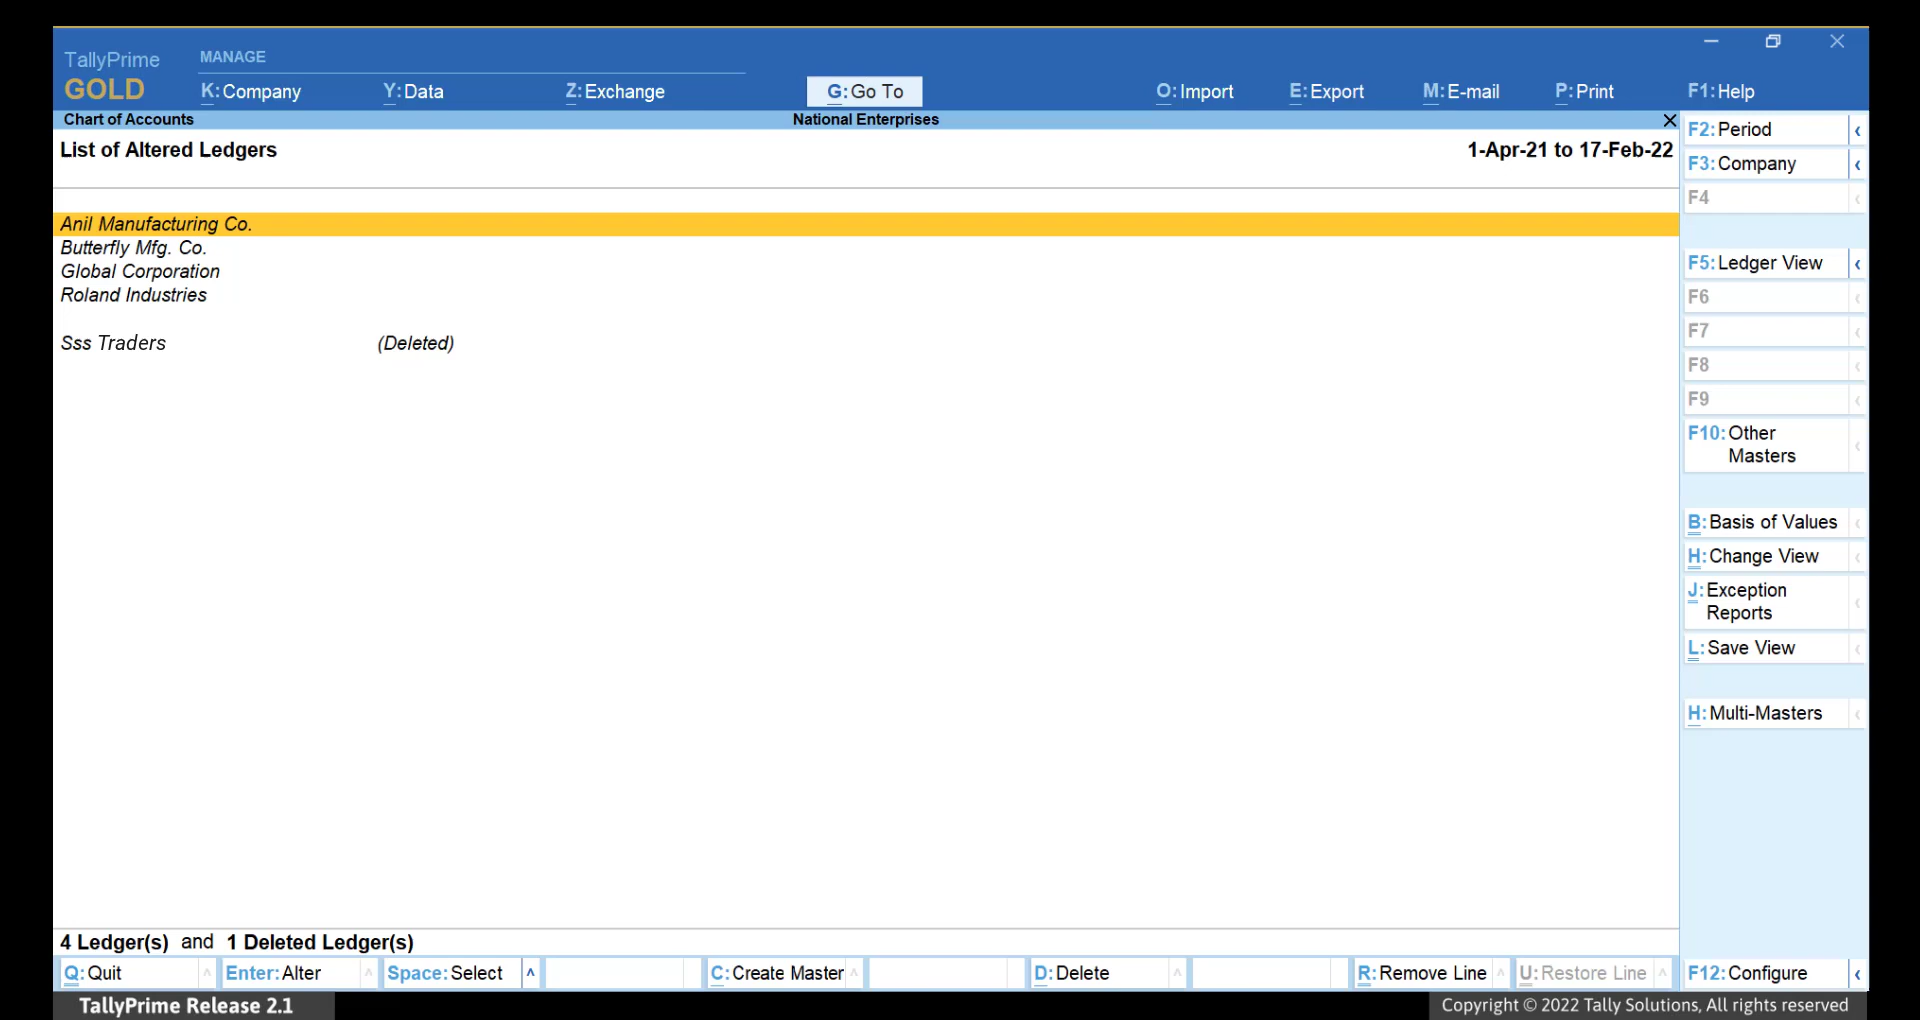 TallyPrime
GOLD
MANAGE
K:Company
Y:Data
Z:Exchange
G:Go To
O:Import
E:Export
M:E-mail
P:Print
F1:Help
Chart of Accounts
National Enterprises
List of Altered Ledgers
1-Apr-21 to 17-Feb-22
Anil Manufacturing Co.
Butterfly Mfg. Co.
Global Corporation
Roland Industries
Sss Traders (Deleted)
4 Ledger(s) and 1 Deleted Ledger(s)
F2:Period
F3:Company
F4
F5:Ledger View
F6
F7
F8
F9
F10:Other
Masters
B:Basis of Values
H:Change View
J:Exception
Reports
L:Save View
H:Multi-Masters
Q:Quit
Enter:Alter
Space:Select
C:Create Master
D:Delete
R:Remove Line
U:Restore Line
F12:Configure
TallyPrime Release 2.1
Copyright © 2022 Tally Solutions, All rights reserved